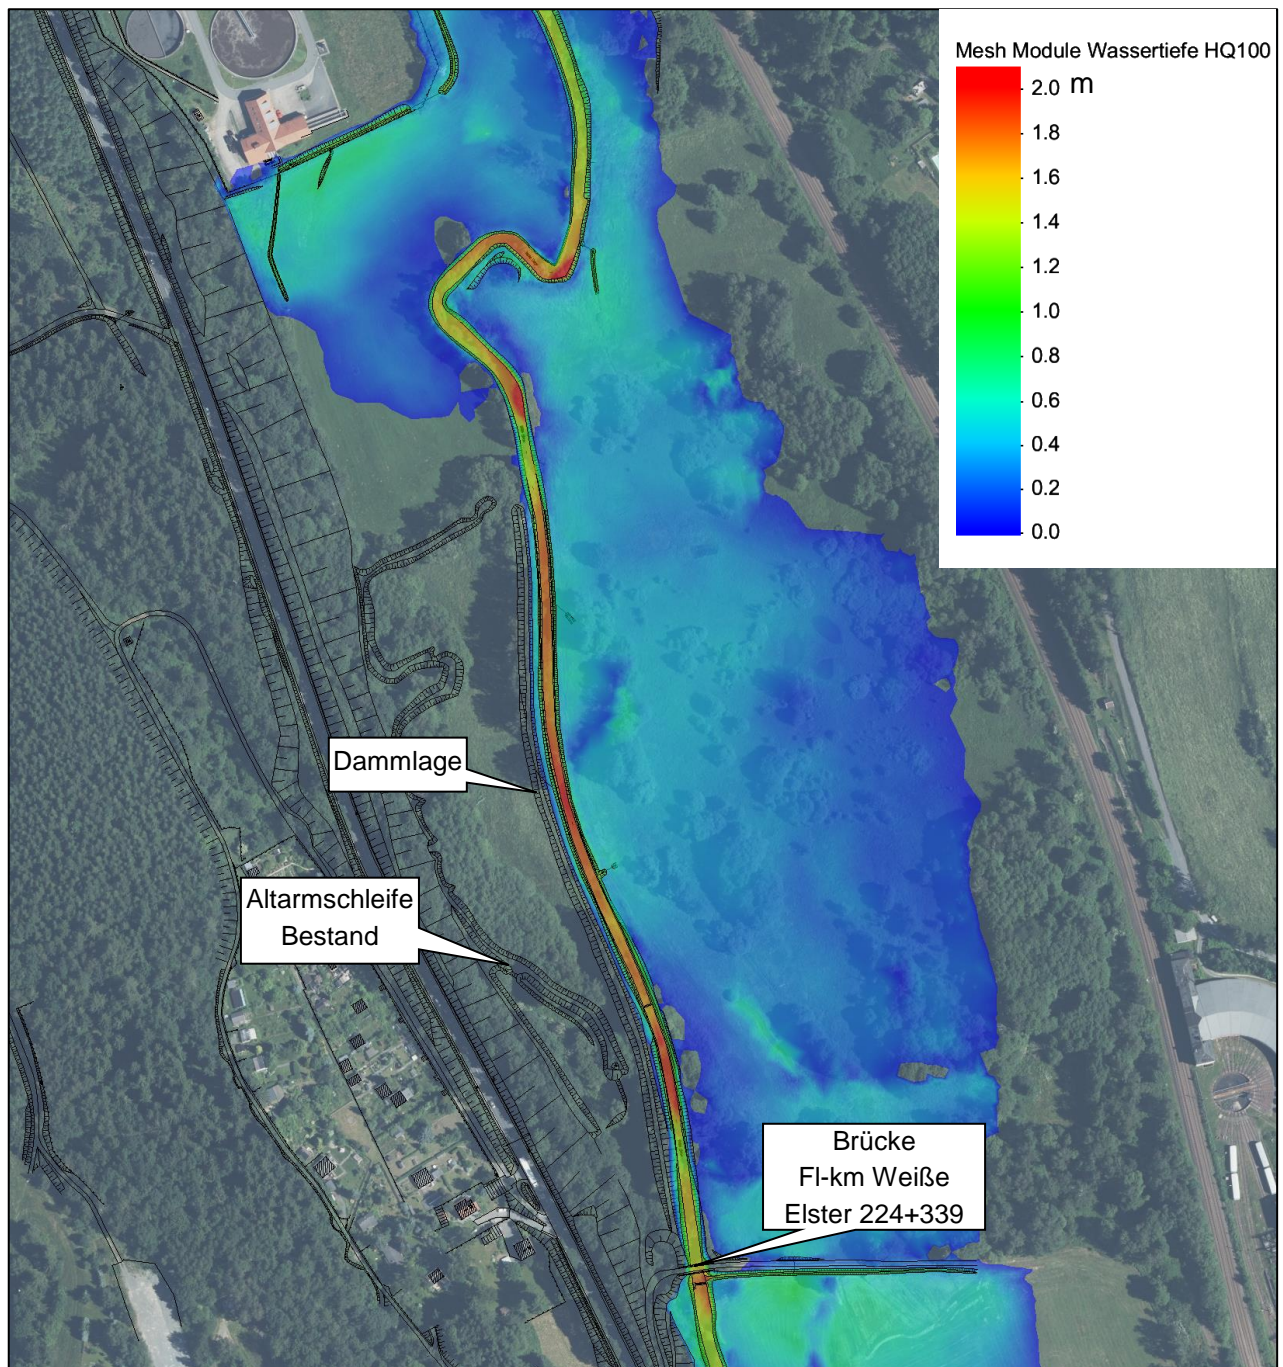 Mesh Module Wassertiefe HQ100
2.0 m
1.8
1.6
1.4
1.2
1.0
0.8
0.6
0.4
0.2
0.0
Dammlage
Altarmschleife
Bestand
Brücke
Fl-km Weiße
Elster 224+339